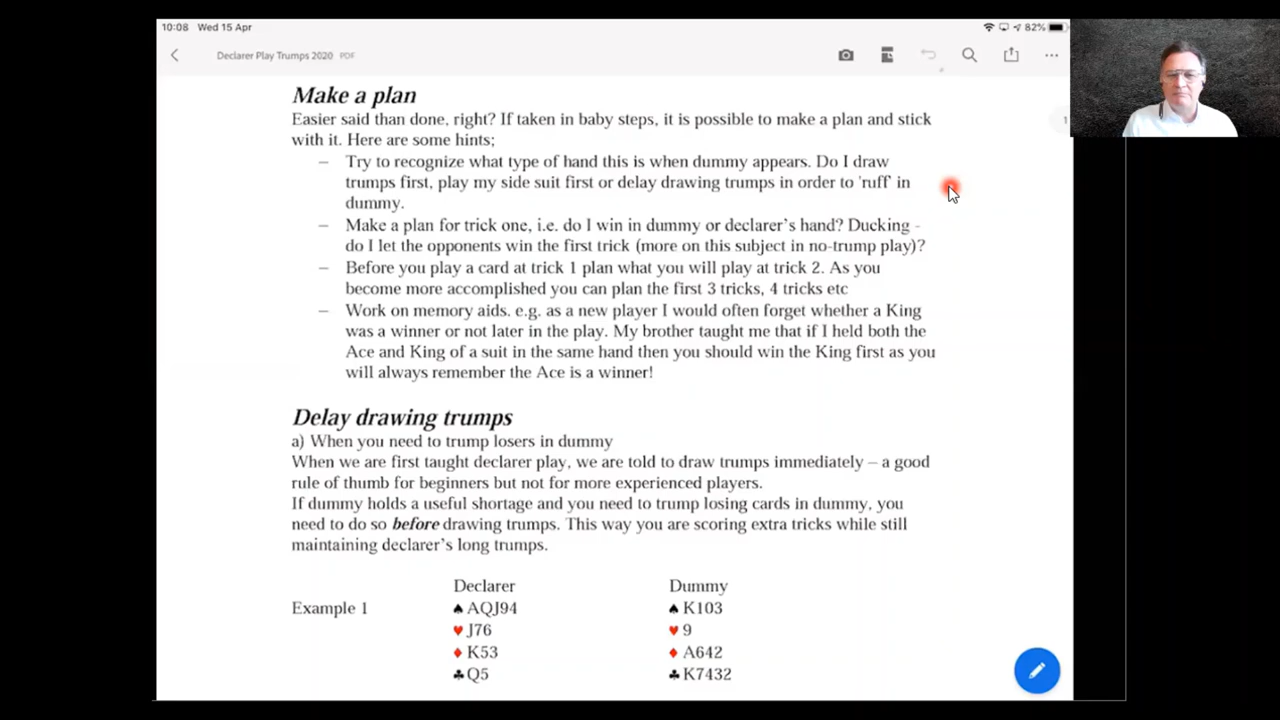 10:08 Wed 15 Apr 82%
Declarer Play Trumps 2020 PDF
1
Make a plan
Easier said than done, right? If taken in baby steps, it is possible to make a plan and stick
with it. Here are some hints;
– Try to recognize what type of hand this is when dummy appears. Do I draw
trumps first, play my side suit first or delay drawing trumps in order to 'ruff' in
dummy.
– Make a plan for trick one, i.e. do I win in dummy or declarer's hand? Ducking -
do I let the opponents win the first trick (more on this subject in no-trump play)?
– Before you play a card at trick 1 plan what you will play at trick 2. As you
become more accomplished you can plan the first 3 tricks, 4 tricks etc
– Work on memory aids. e.g. as a new player I would often forget whether a King
was a winner or not later in the play. My brother taught me that if I held both the
Ace and King of a suit in the same hand then you should win the King first as you
will always remember the Ace is a winner!
Delay drawing trumps
a) When you need to trump losers in dummy
When we are first taught declarer play, we are told to draw trumps immediately – a good
rule of thumb for beginners but not for more experienced players.
If dummy holds a useful shortage and you need to trump losing cards in dummy, you
need to do so before drawing trumps. This way you are scoring extra tricks while still
maintaining declarer's long trumps.
Declarer Dummy
Example 1 ♠ AQJ94 ♠ K103
♥ J76 ♥ 9
♦ K53 ♦ A642
♣ Q5 ♣ K7432